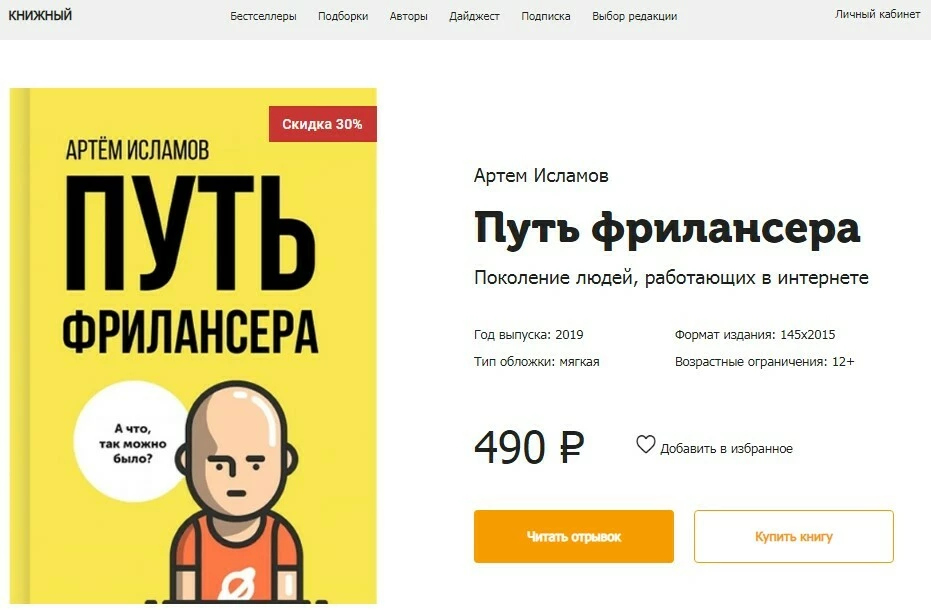 КНИЖНЫЙ
Бестселлеры Подборки Авторы Дайджест Подписка Выбор редакции
Личный кабинет
Скидка 30%
АРТЁМ ИСЛАМОВ
ПУТЬ
ФРИЛАНСЕРА
А что,
так можно
было?
Артем Исламов
Путь фрилансера
Поколение людей, работающих в интернете
Год выпуска: 2019 Формат издания: 145x2015
Тип обложки: мягкая Возрастные ограничения: 12+
490 ₽ Добавить в избранное
Читать отрывок Купить книгу